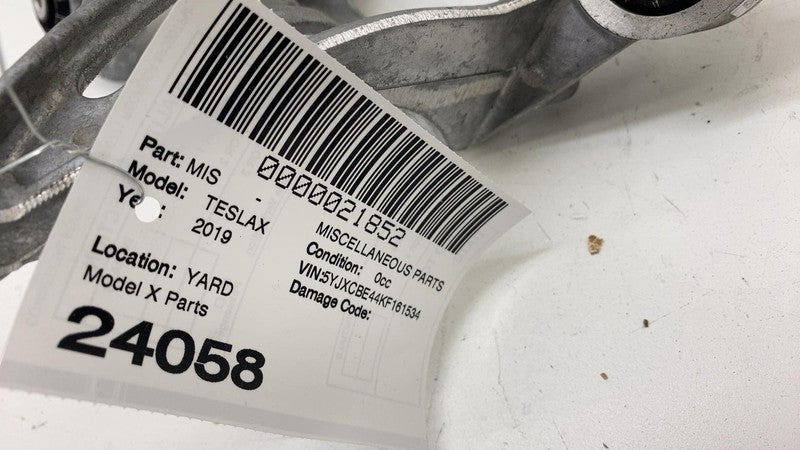 0000021852
Part: MIS - MISCELLANEOUS PARTS
Model: TESLAX Condition: 0cc
2019 VIN:5YJXCBE44KF161534
Damage Code:
Location: YARD
Model X Parts
24058